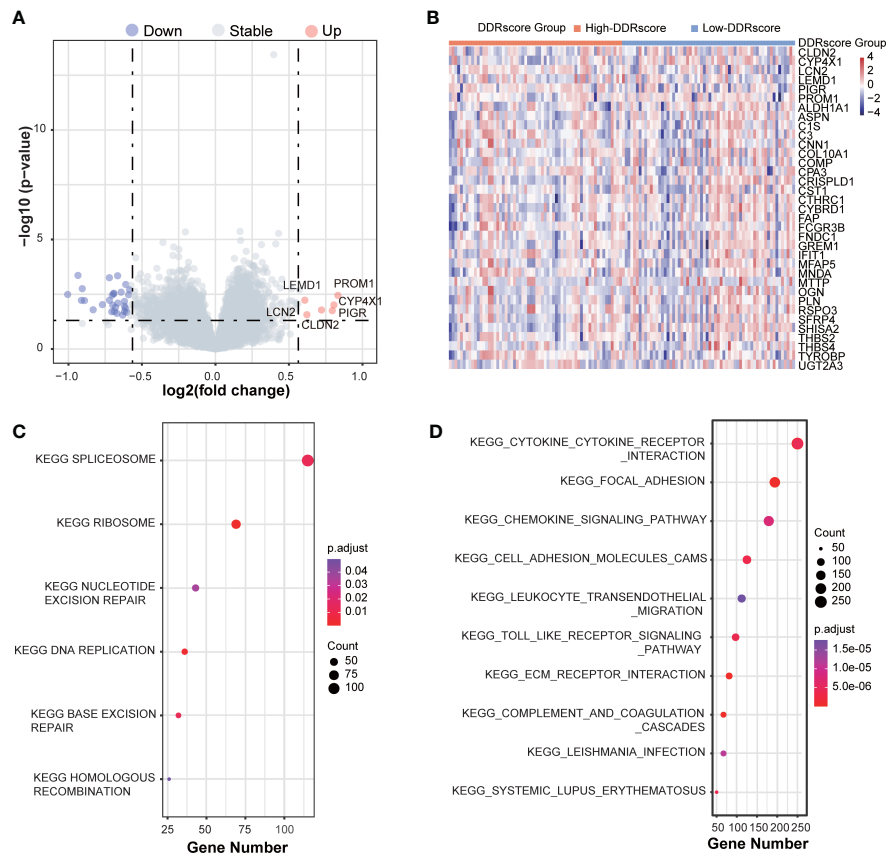 A
Down
Stable
Up
−log10 (p−value)
10
5
0
LEMD1
PROM1
CYP4X1
LCN2
PIGR
CLDN2
−1.0
−0.5
0.0
0.5
1.0
log2(fold change)
B
DDRscore Group
High-DDRscore
Low-DDRscore
DDRscore Group
CLDN2
CYP4X1
LCN2
LEMD1
PIGR
PROM1
ALDH1A1
ASPN
C1S
C3
CNN1
COL10A1
COMP
CPA3
CRISPLD1
CST1
CTHRC1
CYBRD1
FAP
FCGR3B
FNDC1
GREM1
IFIT1
MFAP5
MNDA
MTTP
OGN
PLN
RSPO3
SFRP4
SHISA2
THBS2
THBS4
TYROBP
UGT2A3
4
2
0
−2
−4
C
KEGG SPLICEOSOME
KEGG RIBOSOME
KEGG NUCLEOTIDE
EXCISION REPAIR
KEGG DNA REPLICATION
KEGG BASE EXCISION
REPAIR
KEGG HOMOLOGOUS
RECOMBINATION
25
50
75
100
Gene Number
p.adjust
0.04
0.03
0.02
0.01
Count
50
75
100
D
KEGG_CYTOKINE_CYTOKINE_RECEPTOR
_INTERACTION
KEGG_FOCAL_ADHESION
KEGG_CHEMOKINE_SIGNALING_PATHWAY
KEGG_CELL_ADHESION_MOLECULES_CAMS
KEGG_LEUKOCYTE_TRANSENDOTHELIAL
_MIGRATION
KEGG_TOLL_LIKE_RECEPTOR_SIGNALING
_PATHWAY
KEGG_ECM_RECEPTOR_INTERACTION
KEGG_COMPLEMENT_AND_COAGULATION
_CASCADES
KEGG_LEISHMANIA_INFECTION
KEGG_SYSTEMIC_LUPUS_ERYTHEMATOSUS
50
100
150
200
250
Gene Number
Count
50
100
150
200
250
p.adjust
1.5e-05
1.0e-05
5.0e-06